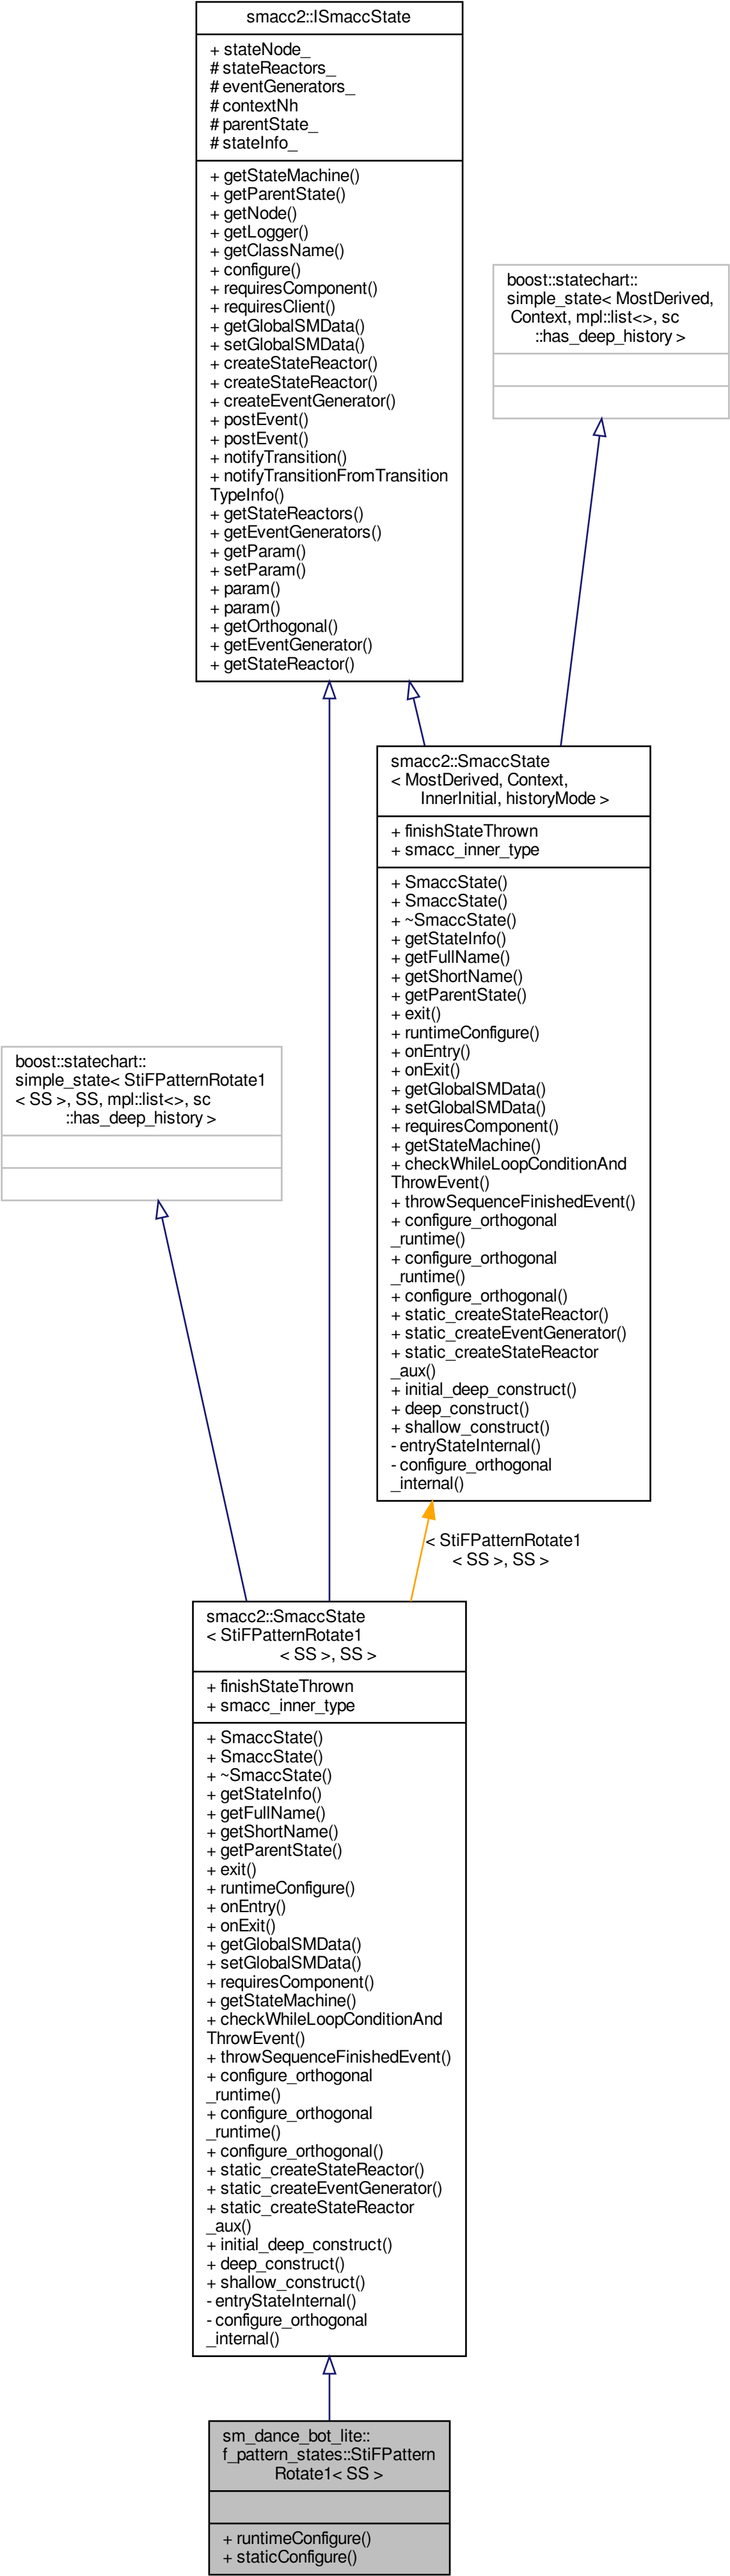 smacc2::ISmaccState
+ stateNode_
# stateReactors_
# eventGenerators_
# contextNh
# parentState_
# stateInfo_
+ getStateMachine()
+ getParentState()
+ getNode()
+ getLogger()
+ getClassName()
+ configure()
+ requiresComponent()
+ requiresClient()
+ getGlobalSMData()
+ setGlobalSMData()
+ createStateReactor()
+ createStateReactor()
+ createEventGenerator()
+ postEvent()
+ postEvent()
+ notifyTransition()
+ notifyTransitionFromTransition
TypeInfo()
+ getStateReactors()
+ getEventGenerators()
+ getParam()
+ setParam()
+ param()
+ param()
+ getOrthogonal()
+ getEventGenerator()
+ getStateReactor()
boost::statechart::
simple_state< MostDerived,
Context, mpl::list<>, sc
::has_deep_history >
smacc2::SmaccState
< MostDerived, Context,
InnerInitial, historyMode >
+ finishStateThrown
+ smacc_inner_type
+ SmaccState()
+ SmaccState()
+ ~SmaccState()
+ getStateInfo()
+ getFullName()
+ getShortName()
+ getParentState()
+ exit()
+ runtimeConfigure()
+ onEntry()
+ onExit()
+ getGlobalSMData()
+ setGlobalSMData()
+ requiresComponent()
+ getStateMachine()
+ checkWhileLoopConditionAnd
ThrowEvent()
+ throwSequenceFinishedEvent()
+ configure_orthogonal
_runtime()
+ configure_orthogonal
_runtime()
+ configure_orthogonal()
+ static_createStateReactor()
+ static_createEventGenerator()
+ static_createStateReactor
_aux()
+ initial_deep_construct()
+ deep_construct()
+ shallow_construct()
- entryStateInternal()
- configure_orthogonal
_internal()
boost::statechart::
simple_state< StiFPatternRotate1
< SS >, SS, mpl::list<>, sc
::has_deep_history >
< StiFPatternRotate1
< SS >, SS >
smacc2::SmaccState
< StiFPatternRotate1
< SS >, SS >
+ finishStateThrown
+ smacc_inner_type
+ SmaccState()
+ SmaccState()
+ ~SmaccState()
+ getStateInfo()
+ getFullName()
+ getShortName()
+ getParentState()
+ exit()
+ runtimeConfigure()
+ onEntry()
+ onExit()
+ getGlobalSMData()
+ setGlobalSMData()
+ requiresComponent()
+ getStateMachine()
+ checkWhileLoopConditionAnd
ThrowEvent()
+ throwSequenceFinishedEvent()
+ configure_orthogonal
_runtime()
+ configure_orthogonal
_runtime()
+ configure_orthogonal()
+ static_createStateReactor()
+ static_createEventGenerator()
+ static_createStateReactor
_aux()
+ initial_deep_construct()
+ deep_construct()
+ shallow_construct()
- entryStateInternal()
- configure_orthogonal
_internal()
sm_dance_bot_lite::
f_pattern_states::StiFPattern
Rotate1< SS >
+ runtimeConfigure()
+ staticConfigure()